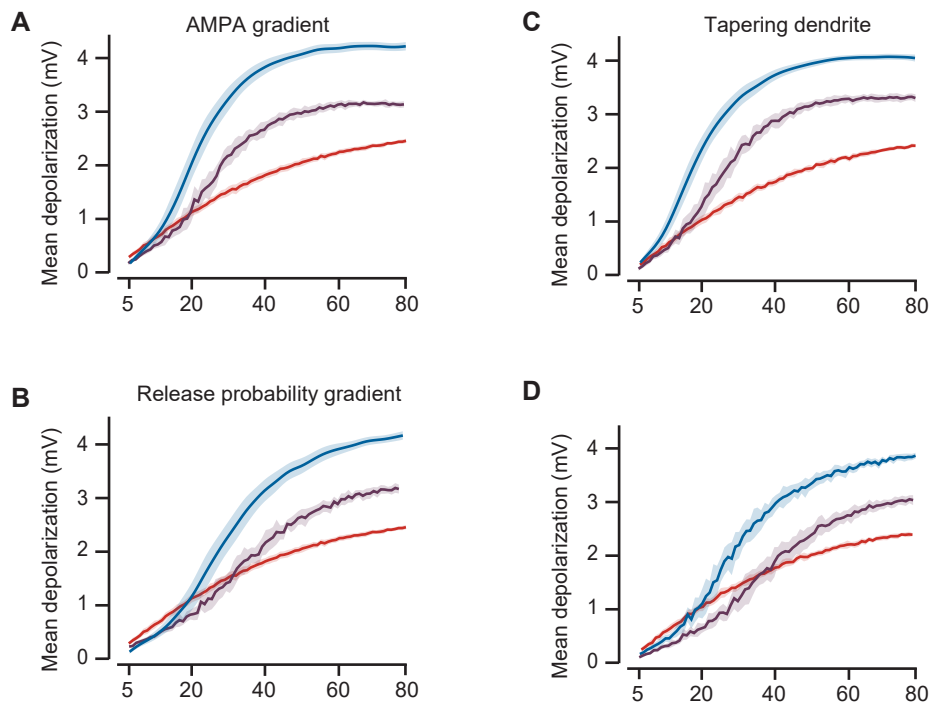 A
AMPA gradient
Mean depolarization (mV)
4
3
2
1
0
5 20 40 60 80
B
Release probability gradient
Mean depolarization (mV)
4
3
2
1
0
5 20 40 60 80
C
Tapering dendrite
Mean depolarization (mV)
4
3
2
1
0
5 20 40 60 80
D
Mean depolarization (mV)
4
3
2
1
0
5 20 40 60 80